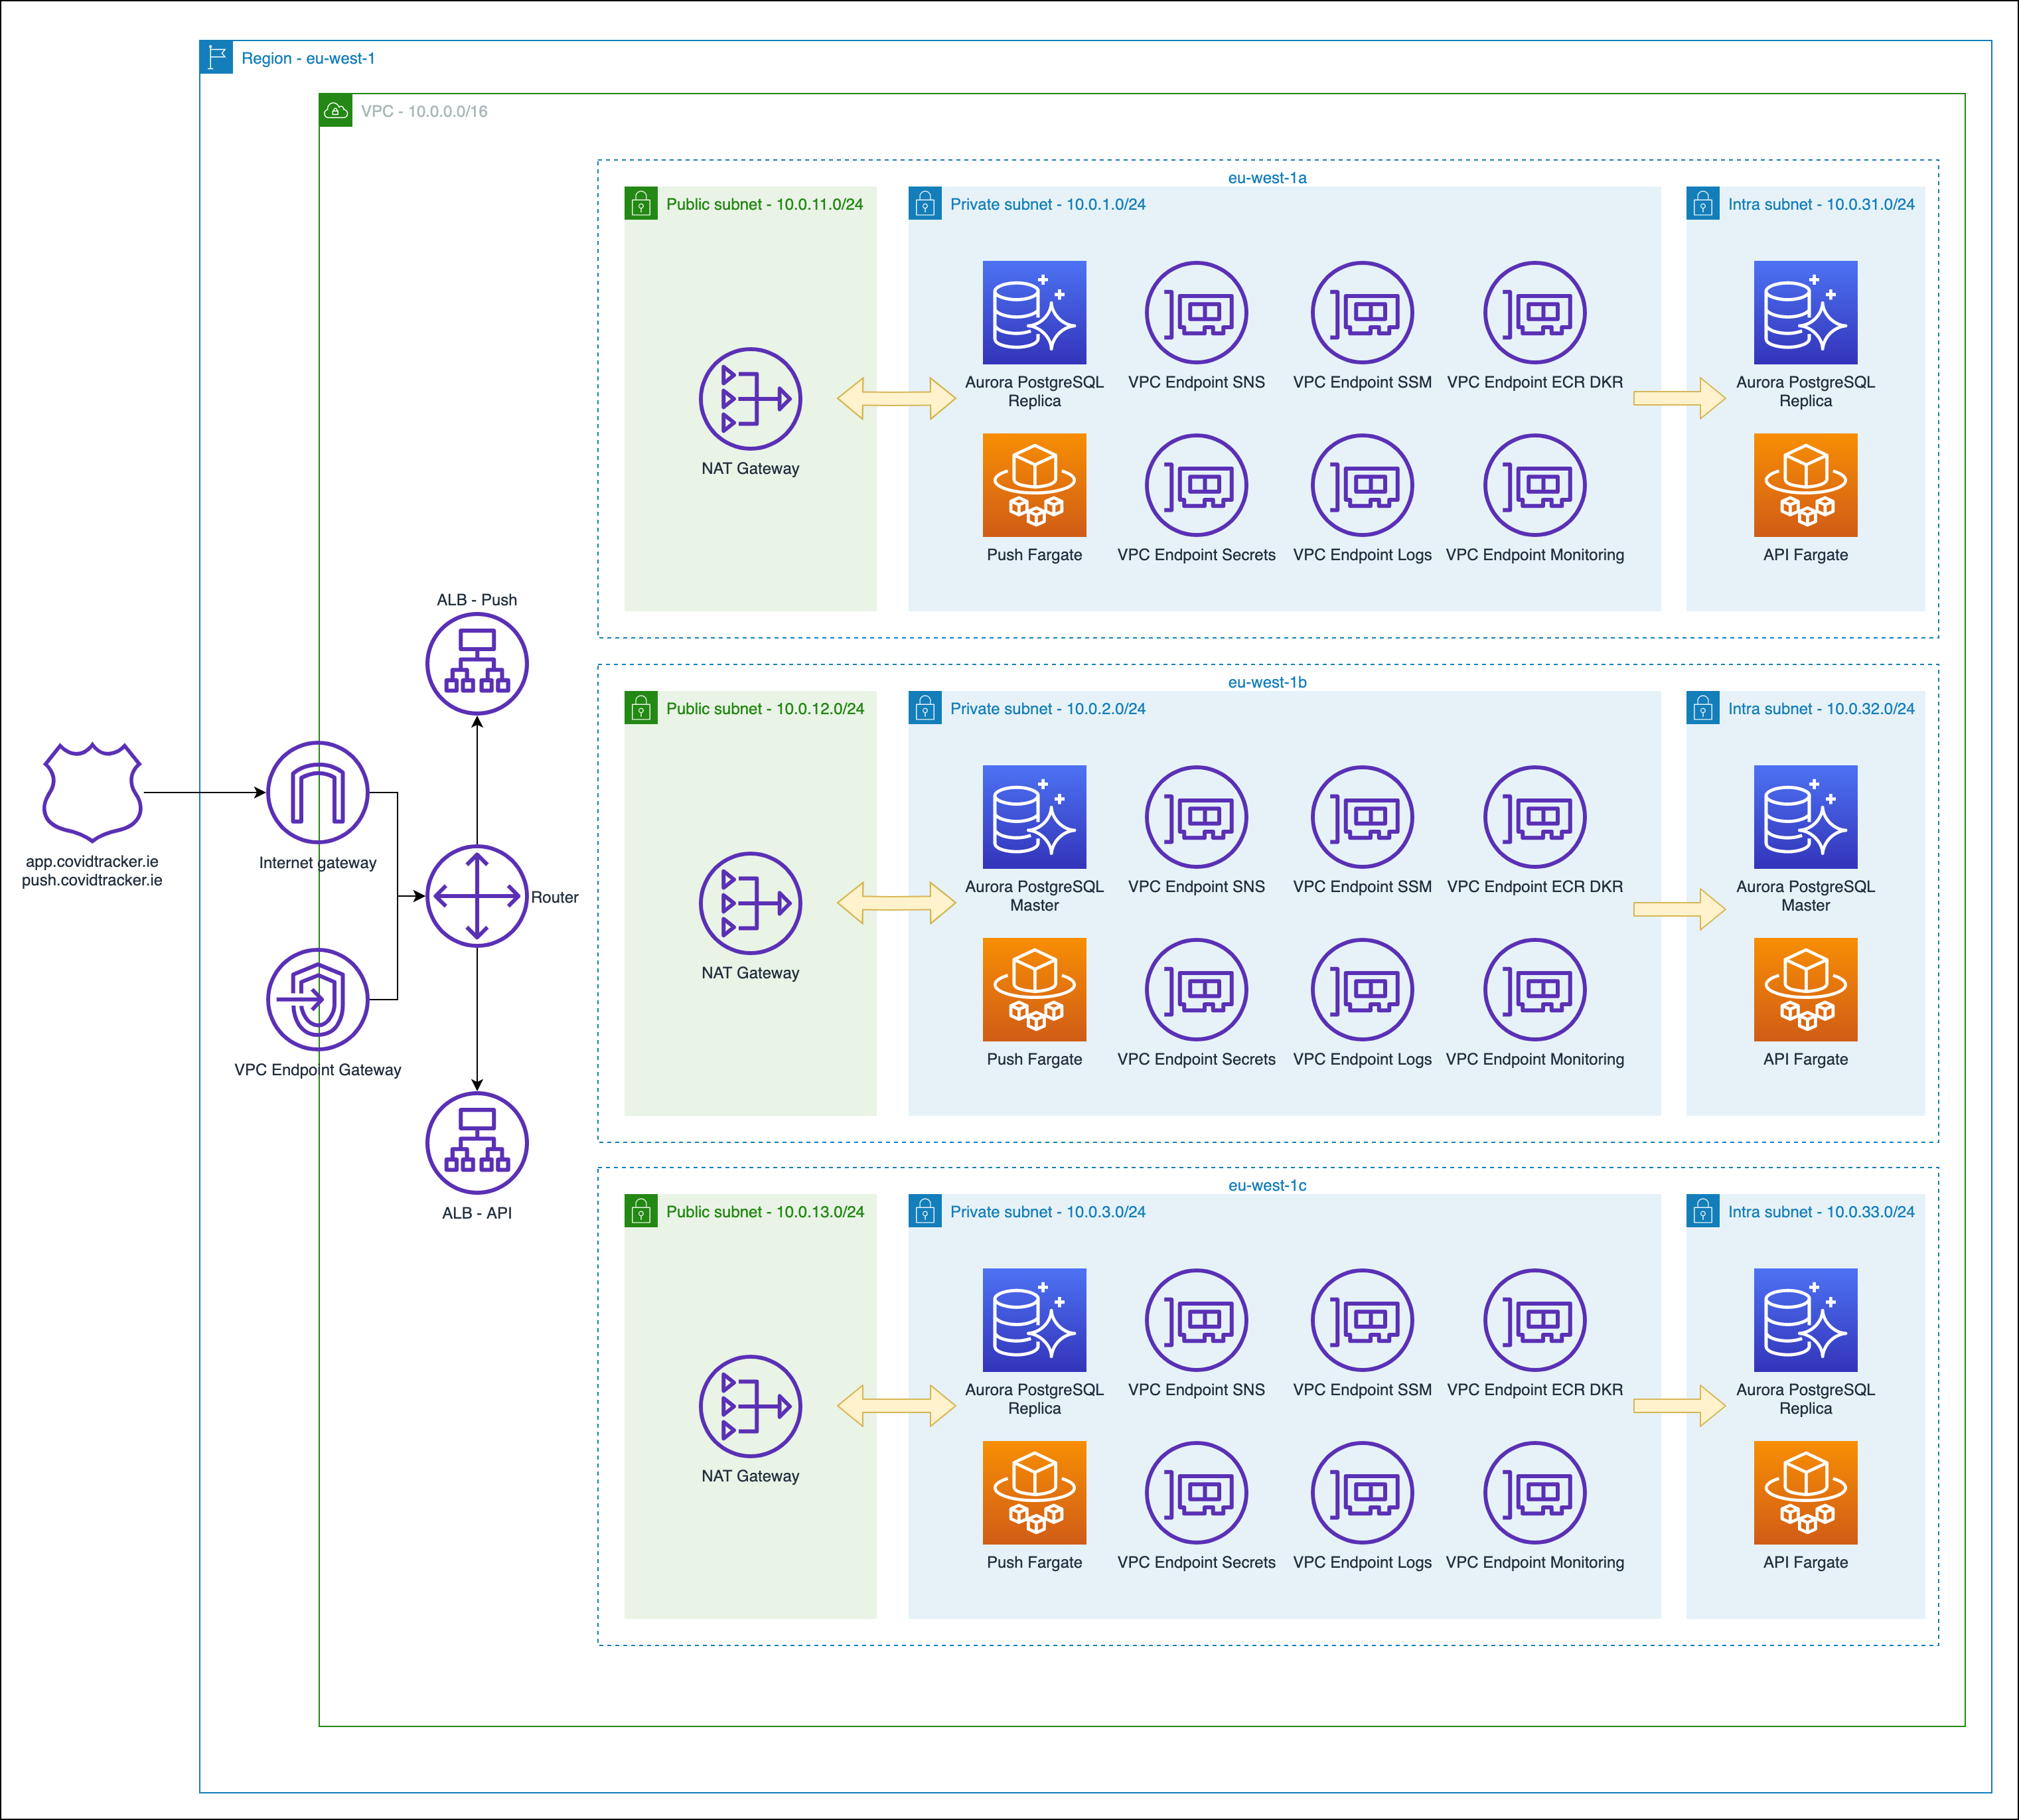 Region - eu-west-1
VPC - 10.0.0.0/16
eu-west-1a
Public subnet - 10.0.11.0/24
Private subnet - 10.0.1.0/24
Intra subnet - 10.0.31.0/24
NAT Gateway
Aurora PostgreSQL
Replica
VPC Endpoint SNS
VPC Endpoint SSM
VPC Endpoint ECR DKR
Aurora PostgreSQL
Replica
Push Fargate
VPC Endpoint Secrets
VPC Endpoint Logs
VPC Endpoint Monitoring
API Fargate
ALB - Push
app.covidtracker.ie
push.covidtracker.ie
Internet gateway
Router
VPC Endpoint Gateway
ALB - API
eu-west-1b
Public subnet - 10.0.12.0/24
Private subnet - 10.0.2.0/24
Intra subnet - 10.0.32.0/24
NAT Gateway
Aurora PostgreSQL
Master
VPC Endpoint SNS
VPC Endpoint SSM
VPC Endpoint ECR DKR
Aurora PostgreSQL
Master
Push Fargate
VPC Endpoint Secrets
VPC Endpoint Logs
VPC Endpoint Monitoring
API Fargate
eu-west-1c
Public subnet - 10.0.13.0/24
Private subnet - 10.0.3.0/24
Intra subnet - 10.0.33.0/24
NAT Gateway
Aurora PostgreSQL
Replica
VPC Endpoint SNS
VPC Endpoint SSM
VPC Endpoint ECR DKR
Aurora PostgreSQL
Replica
Push Fargate
VPC Endpoint Secrets
VPC Endpoint Logs
VPC Endpoint Monitoring
API Fargate